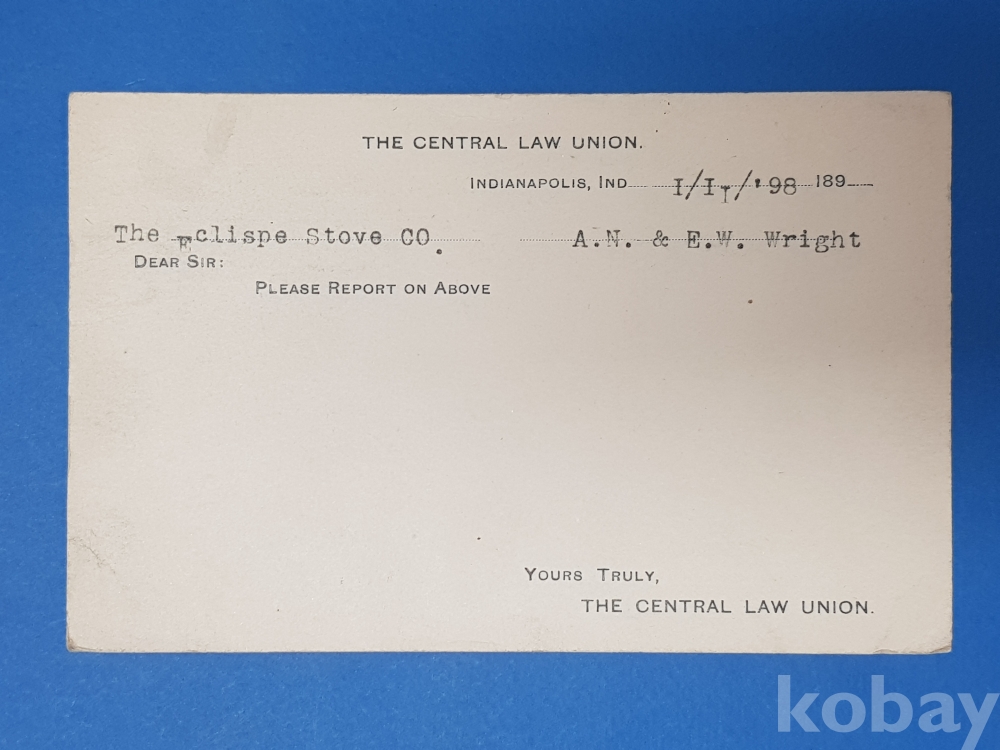 THE CENTRAL LAW UNION.
INDIANAPOLIS, IND I/II/'98 189
The Eclispe Stove CO. A.N. & E.W. Wright
DEAR SIR:
PLEASE REPORT ON ABOVE
YOURS TRULY,
THE CENTRAL LAW UNION.
kobay